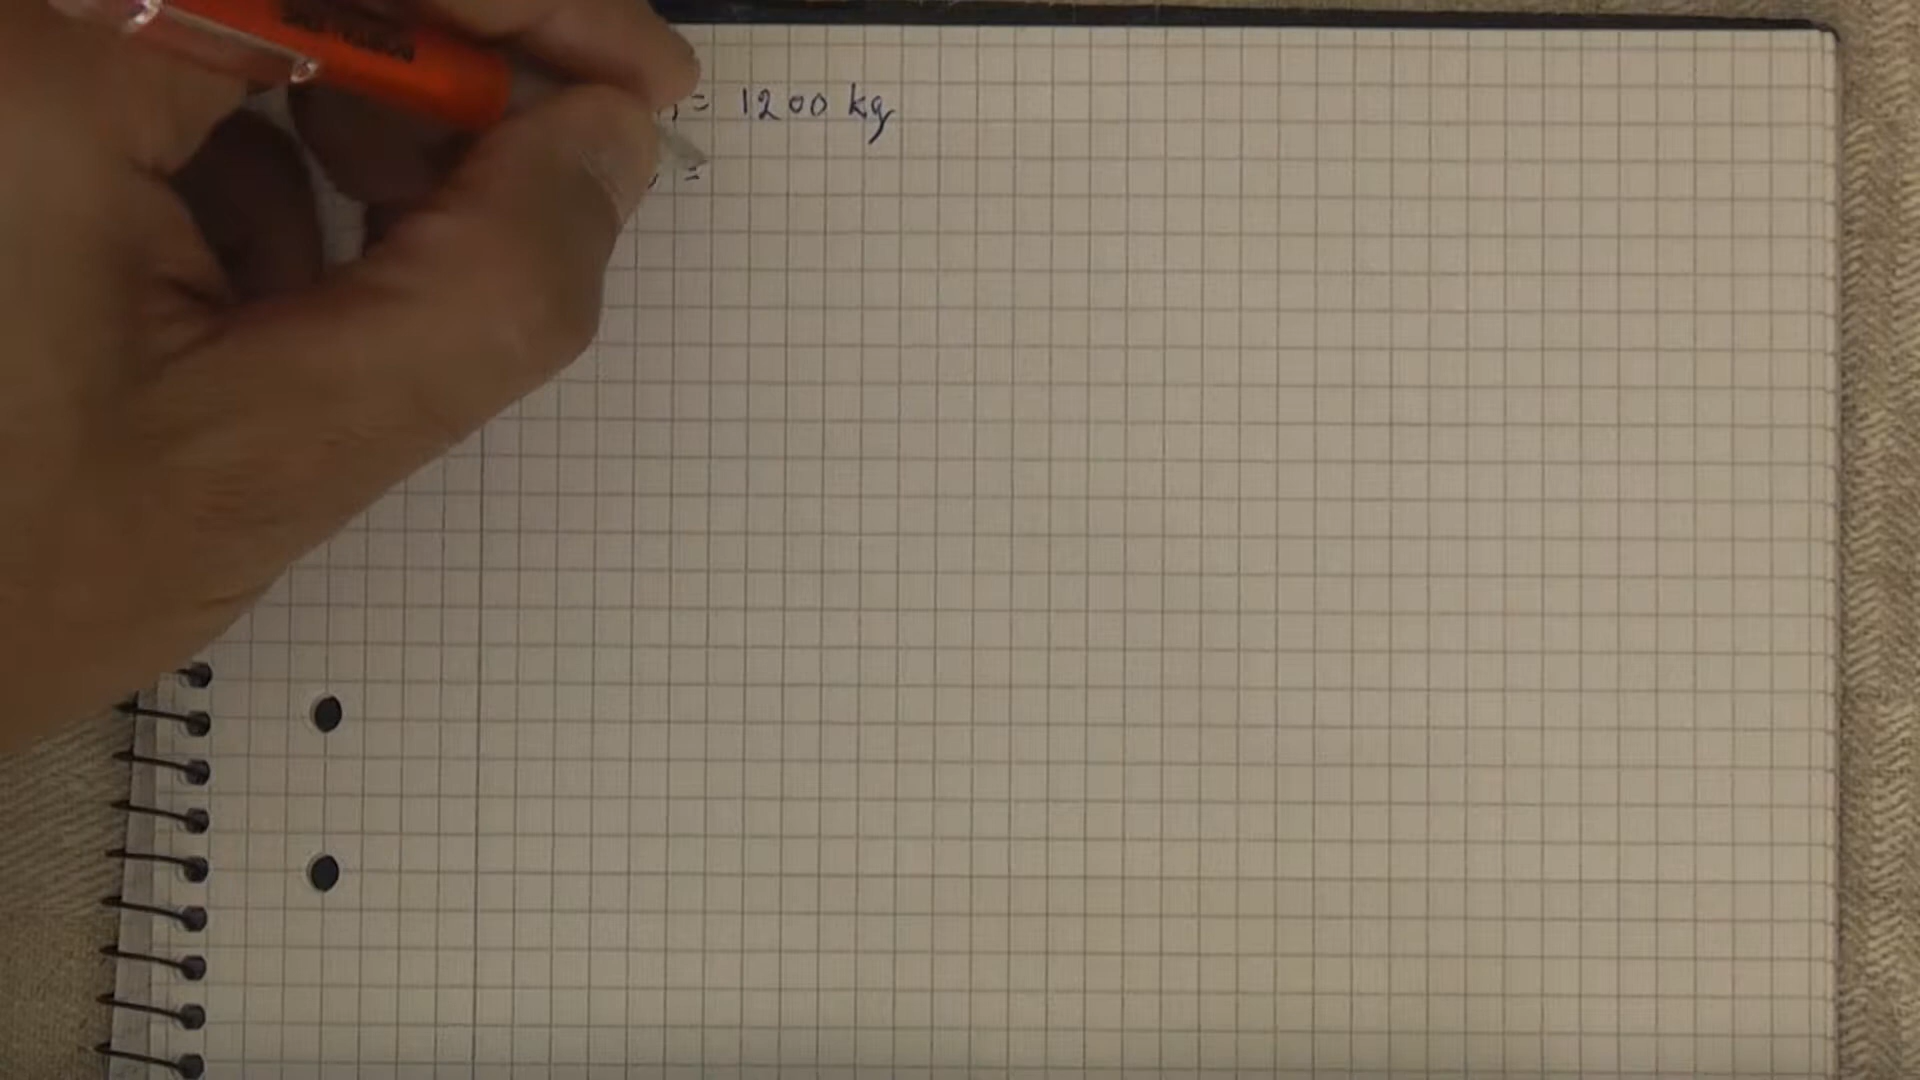 = 1200 kg
=